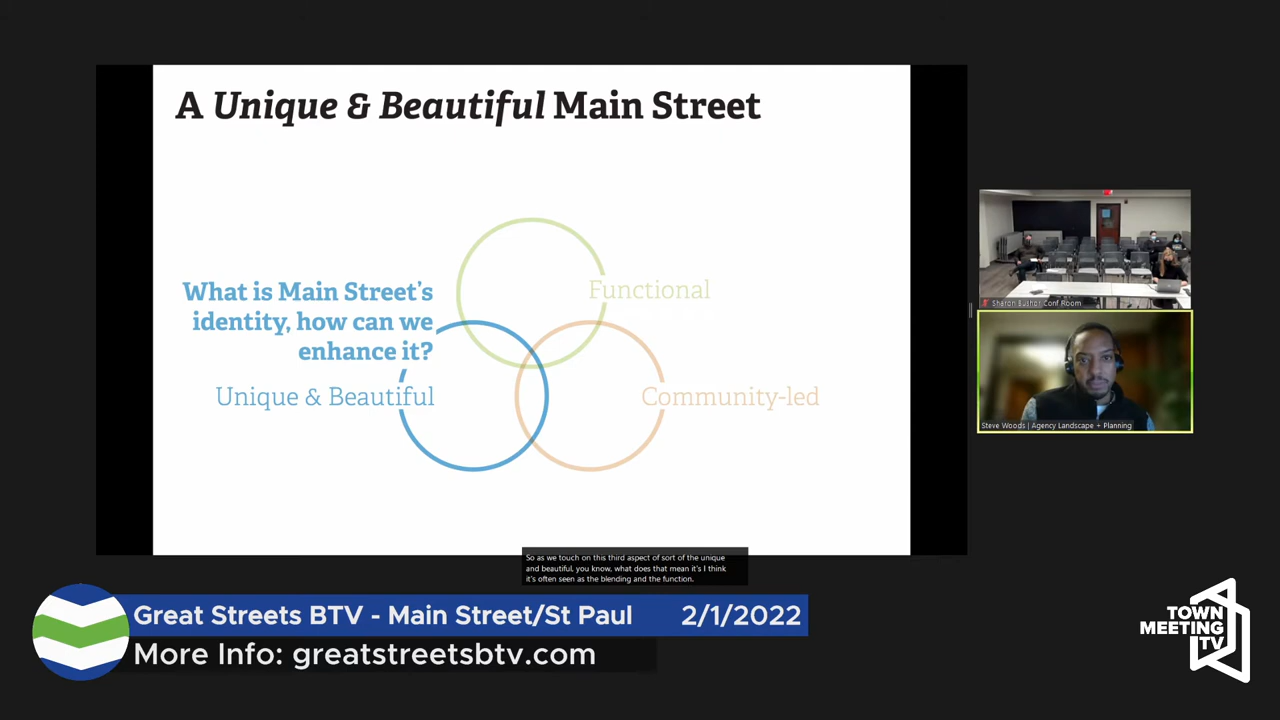 A Unique & Beautiful Main Street
What is Main Street's
identity, how can we
enhance it?
Functional
Unique & Beautiful
Community-led
Sharon Bushor Conf Room
Steve Woods | Agency Landscape + Planning
So as we touch on this third aspect of sort of the unique
and beautiful, you know, what does that mean it's I think
it's often seen as the blending and the function.
Great Streets BTV - Main Street/St Paul 2/1/2022
More Info: greatstreetsbtv.com
TOWN
MEETING
TV